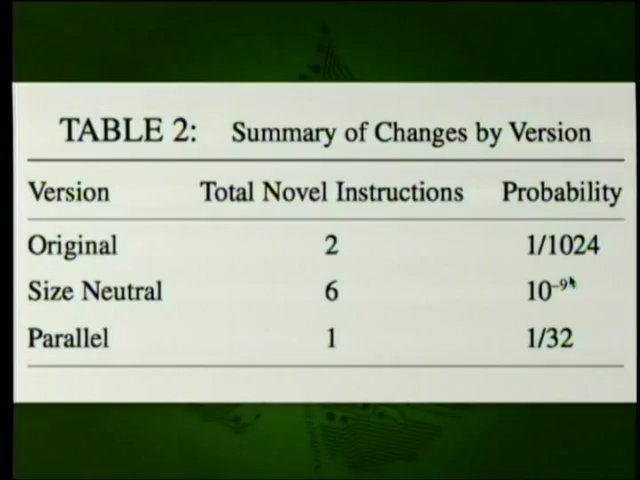 TABLE 2: Summary of Changes by Version
Version Total Novel Instructions Probability
Original 2 1/1024
Size Neutral 6 10⁻⁹
Parallel 1 1/32